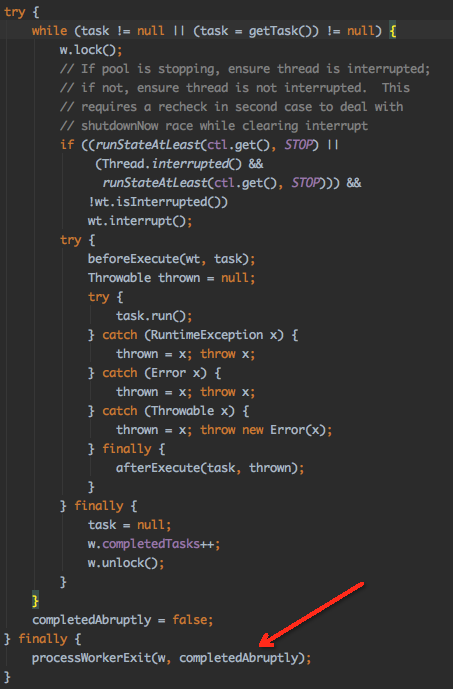 try {
    while (task != null || (task = getTask()) != null) {
        w.lock();
        // If pool is stopping, ensure thread is interrupted;
        // if not, ensure thread is not interrupted.  This
        // requires a recheck in second case to deal with
        // shutdownNow race while clearing interrupt
        if ((runStateAtLeast(ctl.get(), STOP) ||
             (Thread.interrupted() &&
              runStateAtLeast(ctl.get(), STOP))) &&
            !wt.isInterrupted())
            wt.interrupt();
        try {
            beforeExecute(wt, task);
            Throwable thrown = null;
            try {
                task.run();
            } catch (RuntimeException x) {
                thrown = x; throw x;
            } catch (Error x) {
                thrown = x; throw x;
            } catch (Throwable x) {
                thrown = x; throw new Error(x);
            } finally {
                afterExecute(task, thrown);
            }
        } finally {
            task = null;
            w.completedTasks++;
            w.unlock();
        }
    }
    completedAbruptly = false;
} finally {
    processWorkerExit(w, completedAbruptly);
}